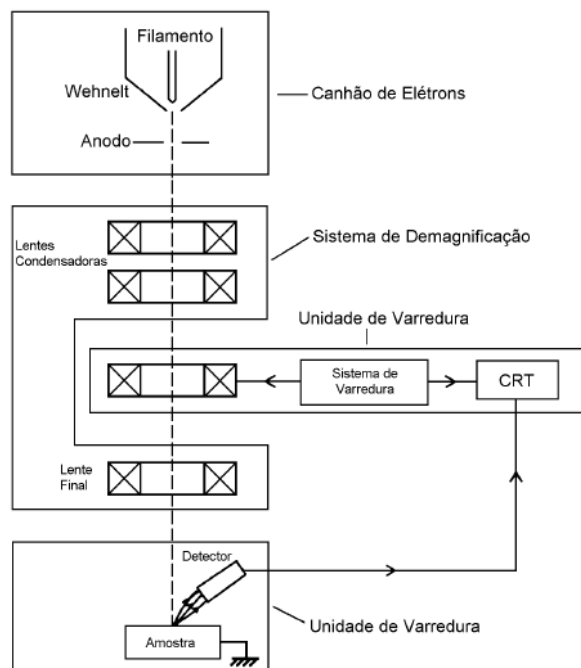 Filamento
Wehnelt
Canhão de Elétrons
Anodo
Lentes
Condensadoras
Sistema de Demagnificação
Unidade de Varredura
Sistema de
Varredura
CRT
Lente
Final
Detector
Amostra
Unidade de Varredura